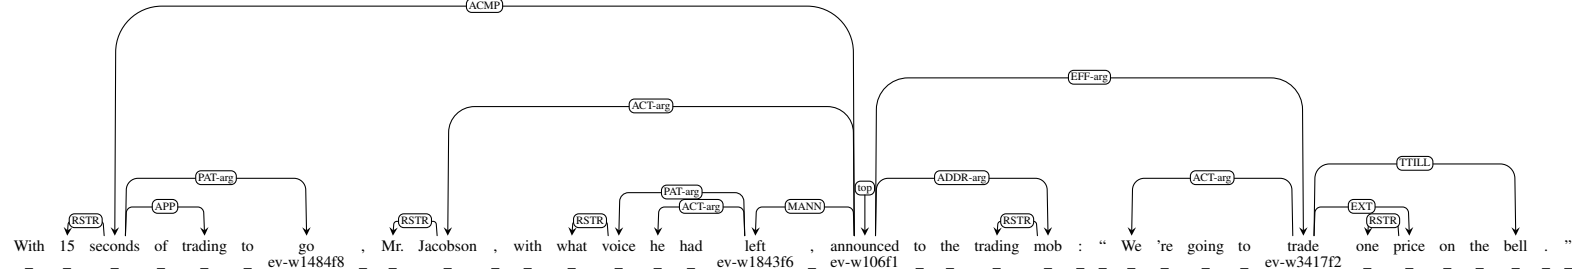 ACMP
EFF-arg
ACT-arg
TTILL
PAT-arg top ADDR-arg ACT-arg
PAT-arg
APP ACT-arg MANN EXT
RSTR RSTR RSTR RSTR RSTR
With 15 seconds of trading to go , Mr. Jacobson , with what voice he had left , announced to the trading mob : “ We 're going to trade one price on the bell . ”
_ _ _ _ _ _ ev-w1484f8 _ _ _ _ _ _ _ _ _ ev-w1843f6 _ ev-w106f1 _ _ _ _ _ _ _ _ _ _ ev-w3417f2 _ _ _ _ _ _ _